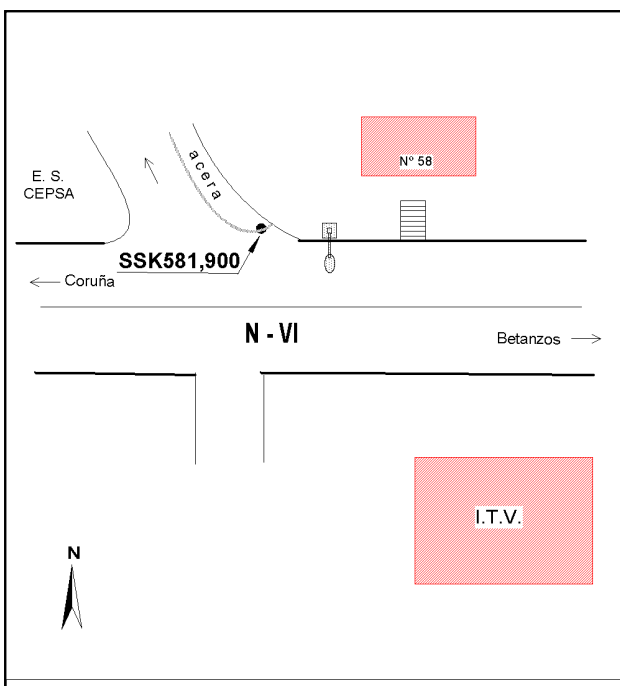 Nº 58
acera
E. S.
CEPSA
SSK581,900
Coruña
N - VI
Betanzos
I.T.V.
N